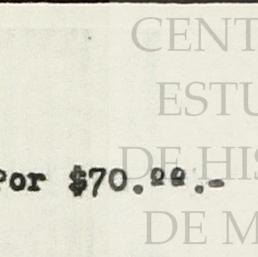 CENT
ESTU
DE HIS
Por $70.00.-
DE M